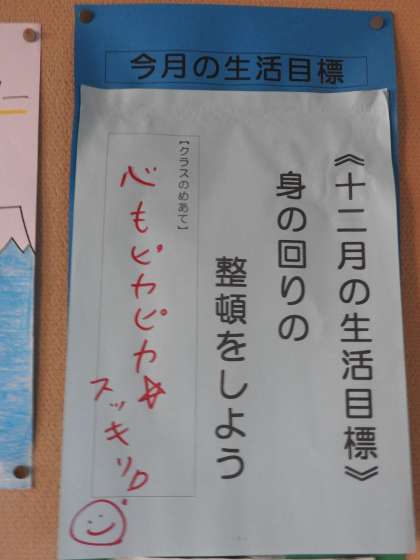 今月の生活目標
《十二月の生活目標》
身の回りの
整頓をしよう
【クラスのめあて】
心もピカピカ☆
スッキリ